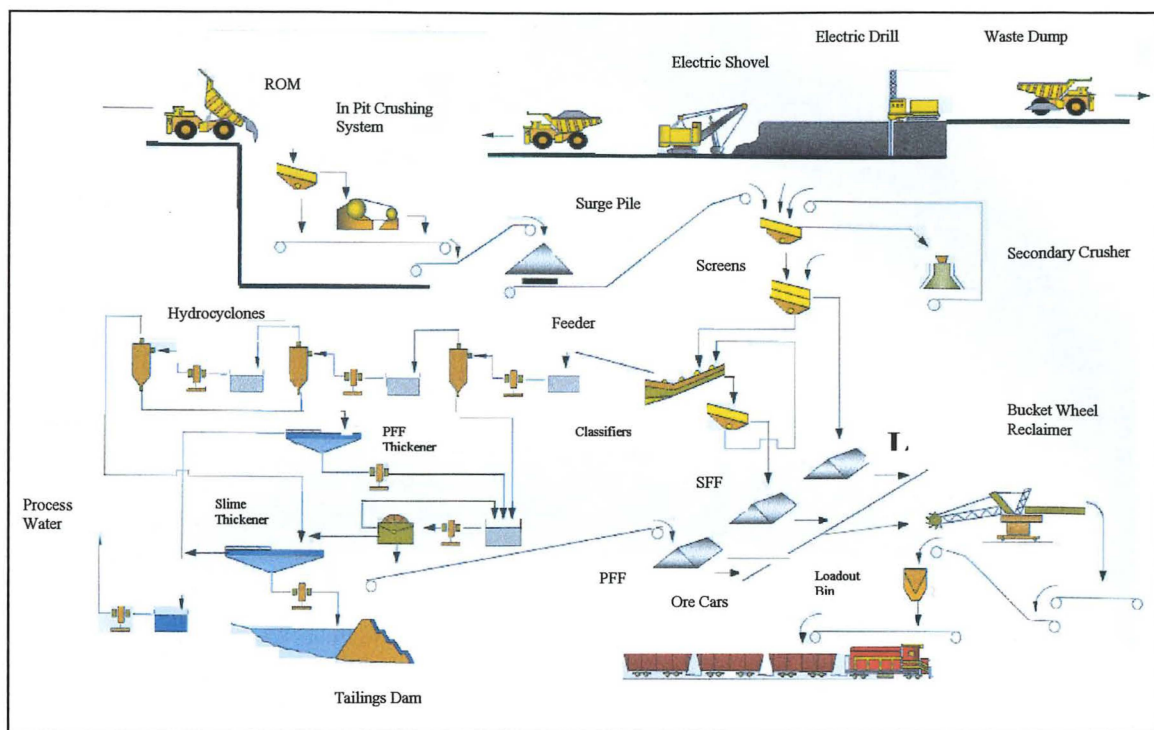 Electric Drill
Waste Dump
Electric Shovel
ROM
In Pit Crushing
System
Surge Pile
Screens
Secondary Crusher
Hydrocyclones
Feeder
PFF
Thickener
Classifiers
Bucket Wheel
Reclaimer
L
SFF
Process
Water
Slime
Thickener
PFF
Loadout
Bin
Ore Cars
Tailings Dam